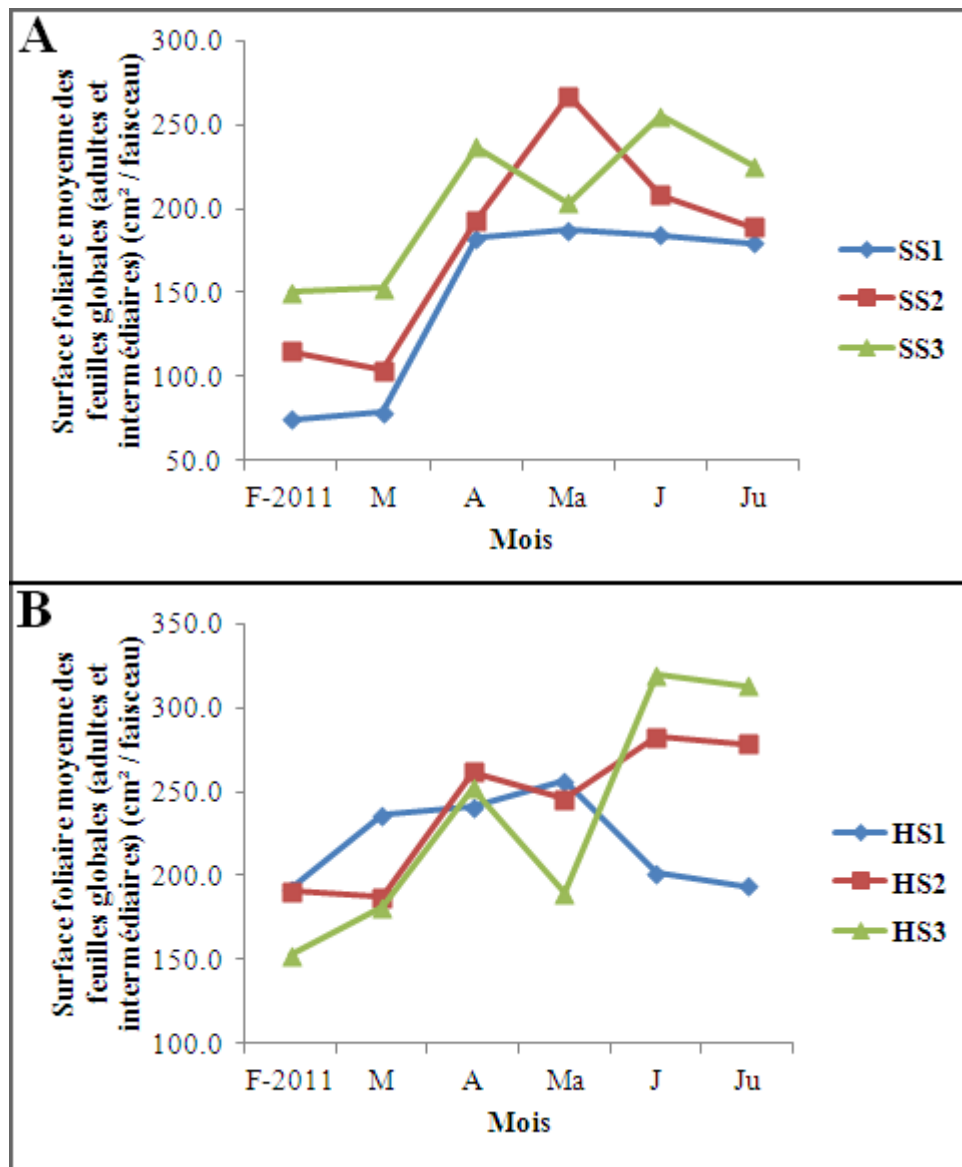 A
Surface foliaire moyenne des
feuilles globales (adultes et
intermédiaires) (cm² / faisceau)
300.0
250.0
200.0
150.0
100.0
50.0
F-2011 M A Ma J Ju
Mois
SS1
SS2
SS3
B
Surface foliaire moyenne des
feuilles globales (adultes et
intermédiaires) (cm² / faisceau)
350.0
300.0
250.0
200.0
150.0
100.0
F-2011 M A Ma J Ju
Mois
HS1
HS2
HS3